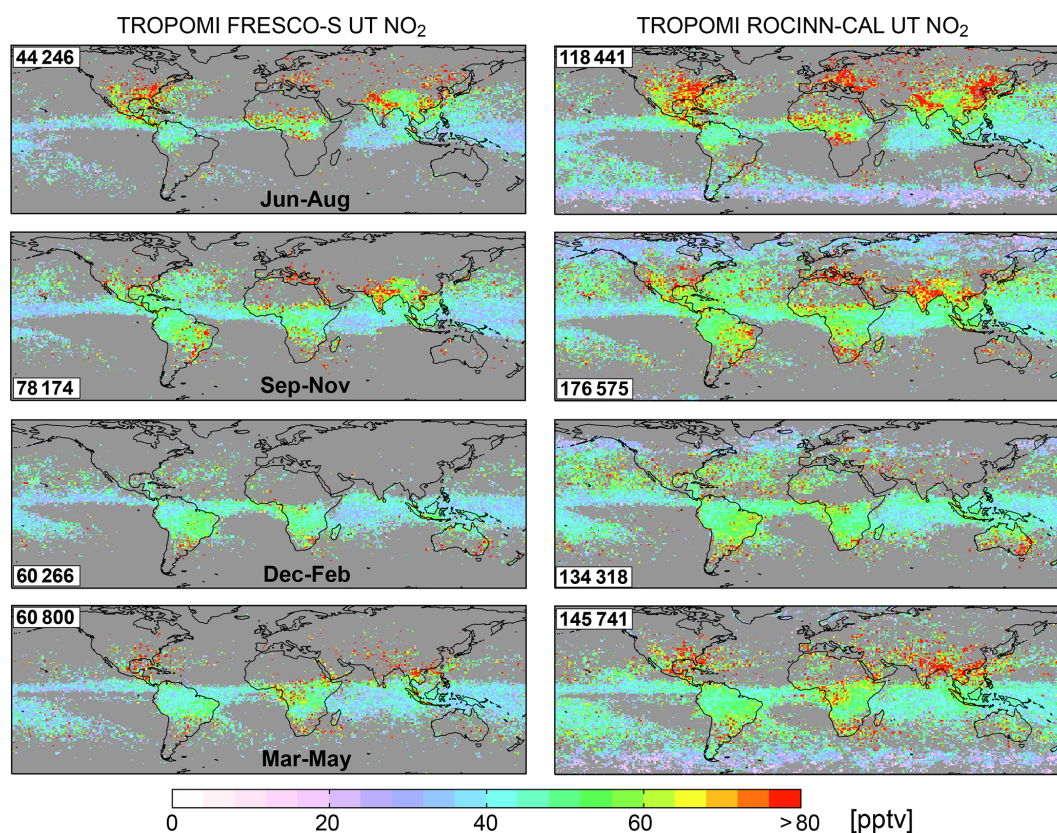 TROPOMI FRESCO-S UT NO₂
TROPOMI ROCINN-CAL UT NO₂
44 246
118 441
Jun-Aug
78 174
Sep-Nov
176 575
60 266
Dec-Feb
134 318
60 800
145 741
Mar-May
0 20 40 60 >80 [pptv]